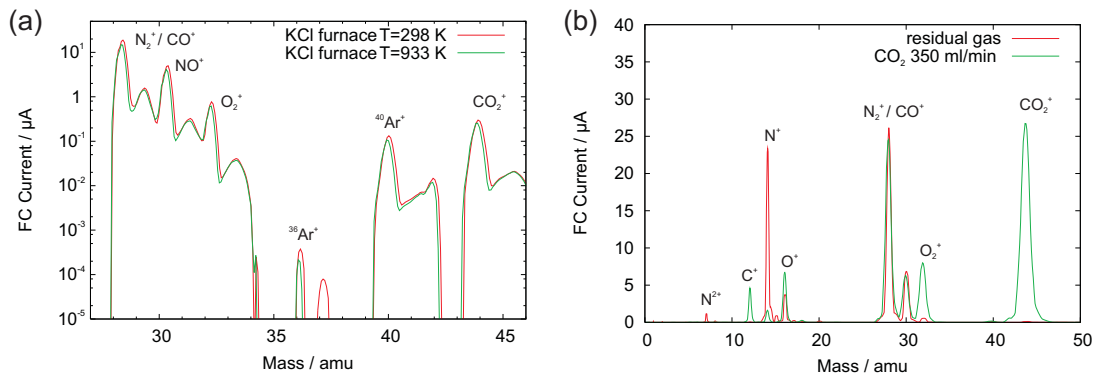 (a)
KCl furnace T=298 K
KCl furnace T=933 K
N₂⁺/ CO⁺
NO⁺
O₂⁺
⁴⁰Ar⁺
CO₂⁺
³⁶Ar⁺
10¹
1
10⁻¹
10⁻²
10⁻³
10⁻⁴
10⁻⁵
FC Current / µA
30 35 40 45
Mass / amu
(b)
residual gas
CO₂ 350 ml/min
N₂⁺/ CO⁺
CO₂⁺
N⁺
O₂⁺
C⁺
O⁺
N²⁺
40
35
30
25
20
15
10
5
0
FC Current / µA
0 10 20 30 40 50
Mass / amu